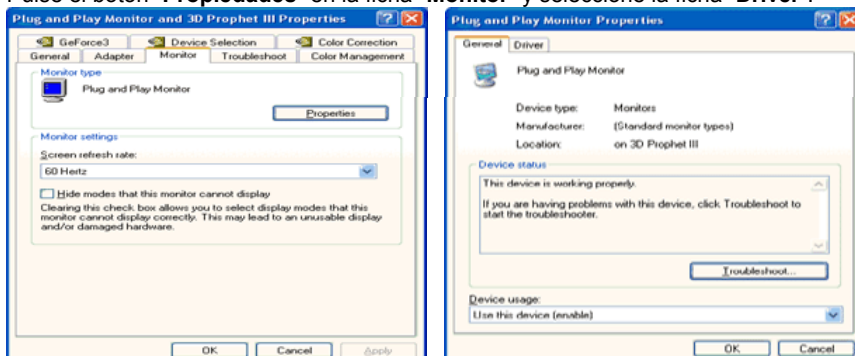 Pulse el botón "Propiedades" en la ficha "Monitor" y seleccione la ficha "Driver".
Plug and Play Monitor and 3D Prophet III Properties
GeForce3 Device Selection Color Correction
General Adapter Monitor Troubleshoot Color Management
Monitor type
Plug and Play Monitor
Properties
Monitor settings
Screen refresh rate:
60 Hertz
Hide modes that this monitor cannot display
Clearing this check box allows you to select display modes that this
monitor cannot display correctly. This may lead to an unusable display
and/or damaged hardware.
OK Cancel Apply
Plug and Play Monitor Properties
General Driver
Plug and Play Monitor
Device type: Monitors
Manufacturer: (Standard monitor types)
Location: on 3D Prophet III
Device status
This device is working properly.
If you are having problems with this device, click Troubleshoot to
start the troubleshooter.
Troubleshoot...
Device usage:
Use this device (enable)
OK Cancel